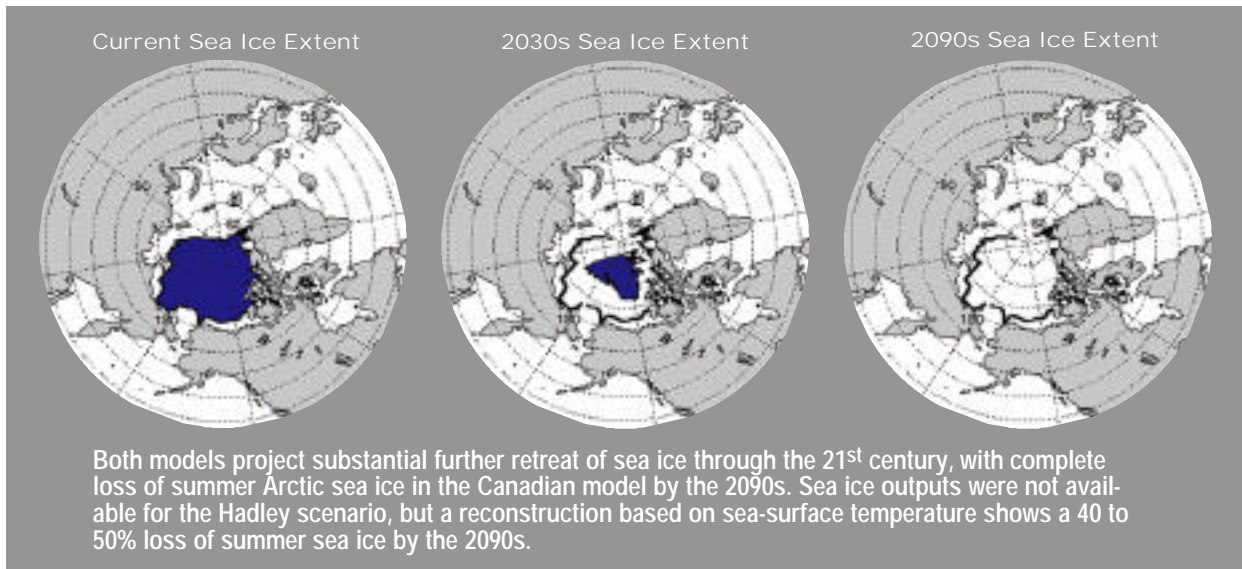 Current Sea Ice Extent
2030s Sea Ice Extent
2090s Sea Ice Extent
Both models project substantial further retreat of sea ice through the 21st century, with complete
loss of summer Arctic sea ice in the Canadian model by the 2090s. Sea ice outputs were not avail-
able for the Hadley scenario, but a reconstruction based on sea-surface temperature shows a 40 to
50% loss of summer sea ice by the 2090s.